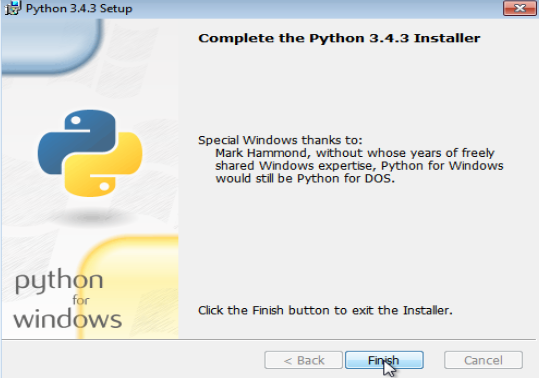 Python 3.4.3 Setup
Complete the Python 3.4.3 Installer
Special Windows thanks to:
Mark Hammond, without whose years of freely
shared Windows expertise, Python for Windows
would still be Python for DOS.
python
for
windows
Click the Finish button to exit the Installer.
< Back
Finish
Cancel